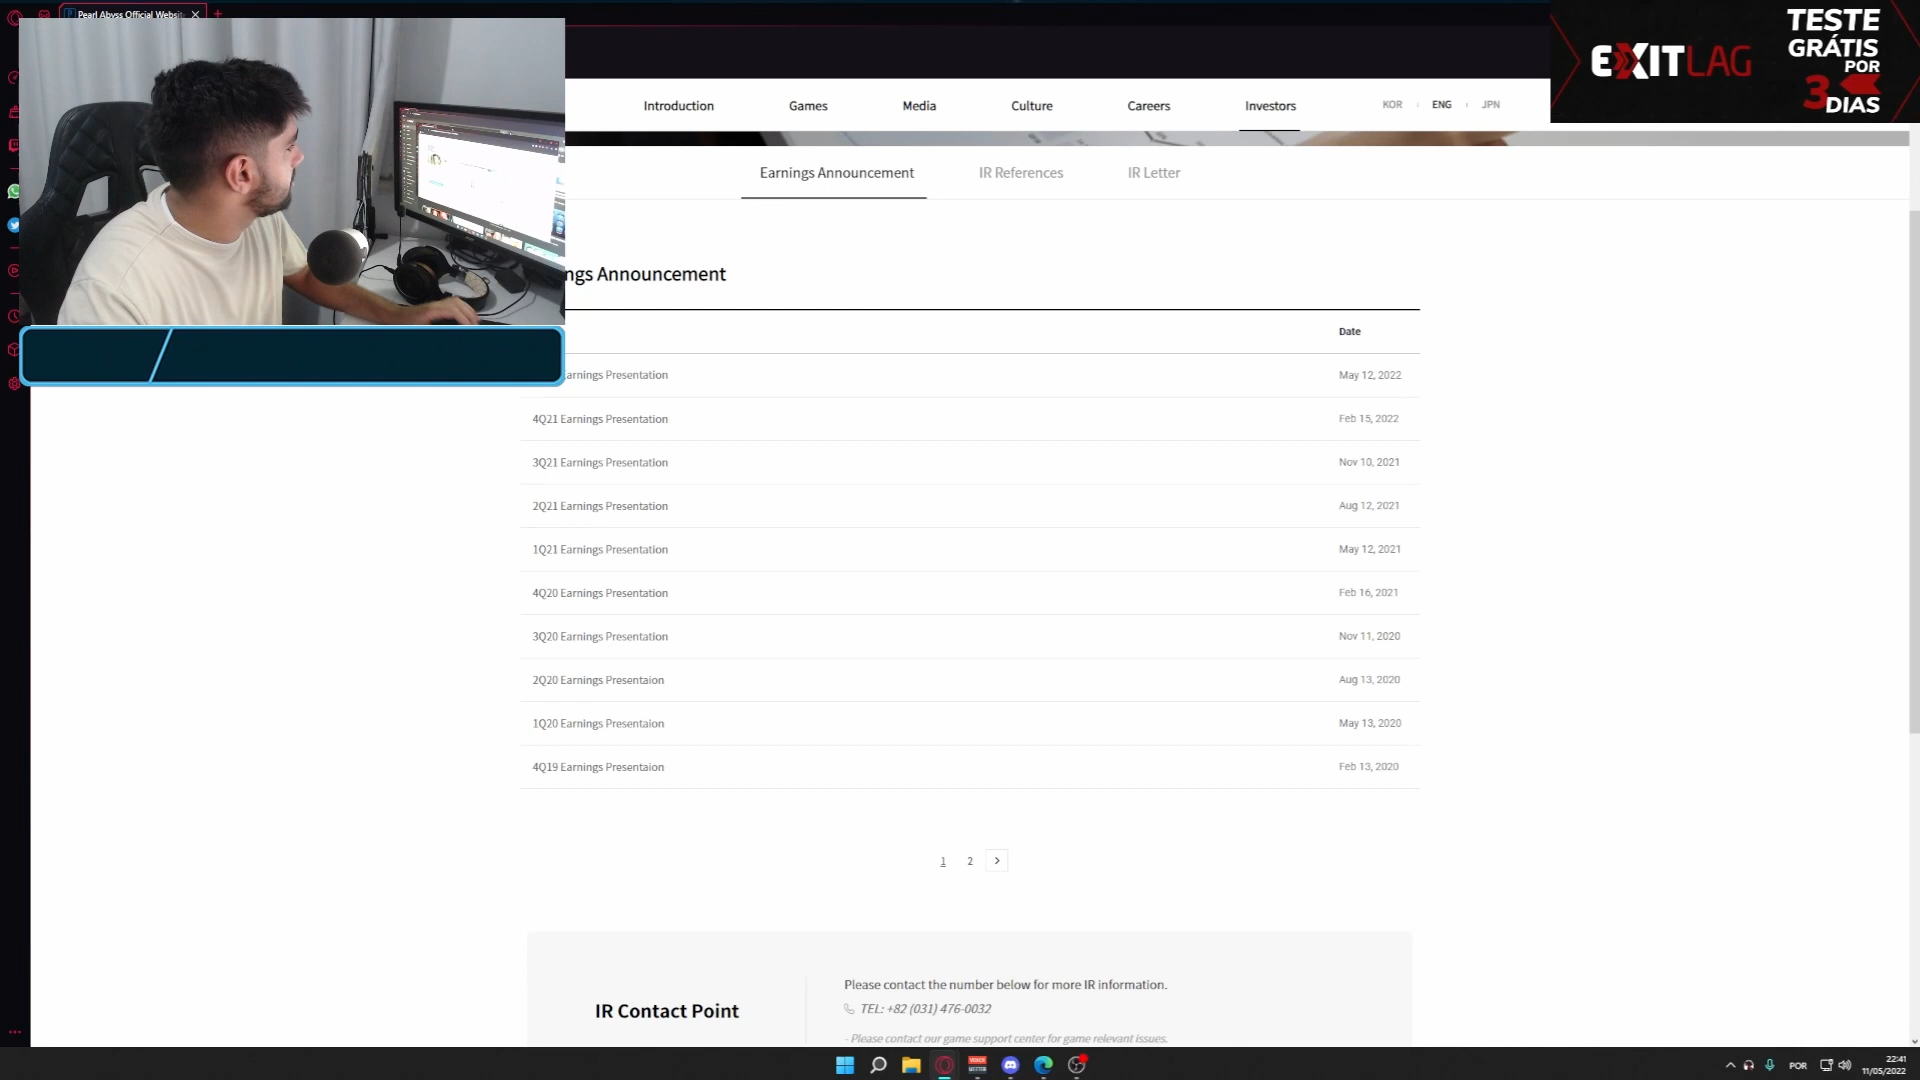 Pearl Abyss Official Websit
Introduction
Games
Media
Culture
Careers
Investors
KOR
ENG
JPN
EXITLAG
TESTE
GRÁTIS
POR
3
DIAS
Earnings Announcement
IR References
IR Letter
ngs Announcement
Date
arnings Presentation
May 12, 2022
4Q21 Earnings Presentation
Feb 15, 2022
3Q21 Earnings Presentation
Nov 10, 2021
2Q21 Earnings Presentation
Aug 12, 2021
1Q21 Earnings Presentation
May 12, 2021
4Q20 Earnings Presentation
Feb 16, 2021
3Q20 Earnings Presentation
Nov 11, 2020
2Q20 Earnings Presentaion
Aug 13, 2020
1Q20 Earnings Presentaion
May 13, 2020
4Q19 Earnings Presentaion
Feb 13, 2020
1 2 >
IR Contact Point
Please contact the number below for more IR information.
TEL: +82 (031) 476-0032
- Please contact our game support center for game relevant issues.
POR
22:41
11/05/2022